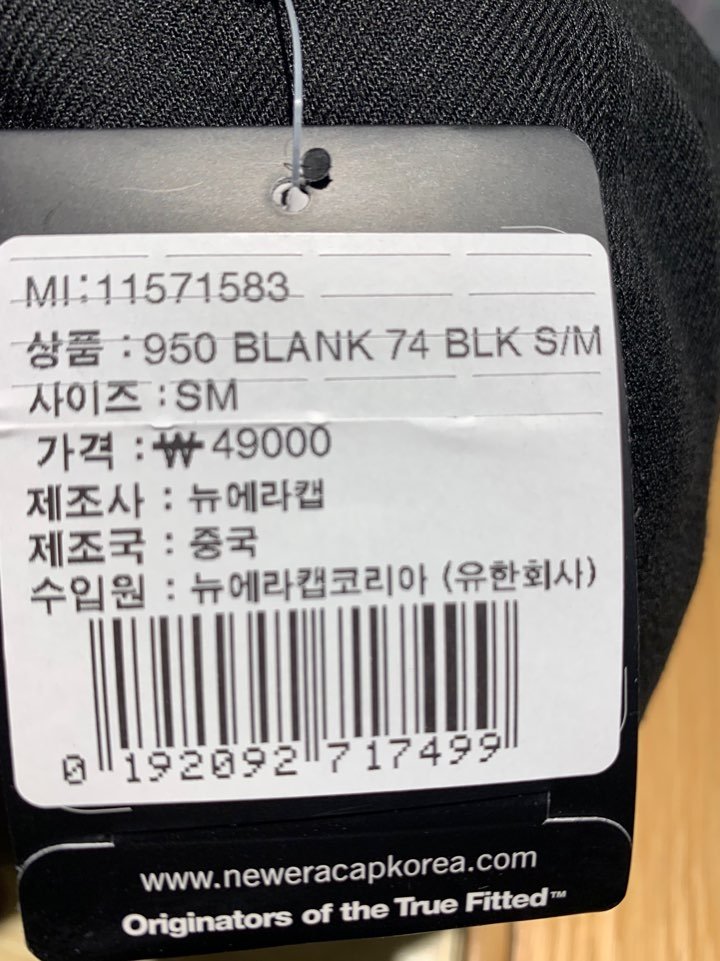 MI:11571583
상품 : 950 BLANK 74 BLK S/M
사이즈 : SM
가격 : ₩49000
제조사 : 뉴에라캡
제조국 : 중국
수입원 : 뉴에라캡코리아 (유한회사)
0 192092 717499
www.neweracapkorea.com
Originators of the True Fitted™